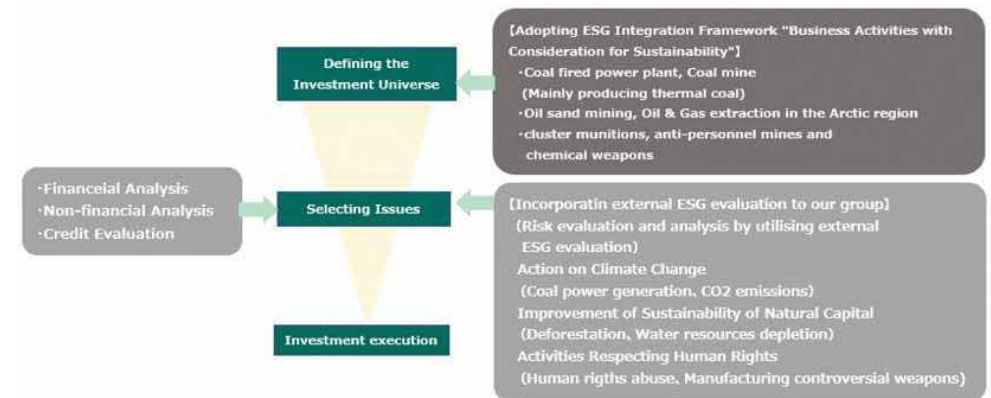 Defining the
Investment Universe
【Adopting ESG Integration Framework "Business Activities with
Consideration for Sustainability"】
・Coal fired power plant, Coal mine
(Mainly producing thermal coal)
・Oil sand mining, Oil & Gas extraction in the Arctic region
・cluster munitions, anti-personnel mines and
chemical weapons
・Financeial Analysis
・Non-financial Analysis
・Credit Evaluation
Selecting Issues
【Incorporatin external ESG evaluation to our group】
(Risk evaluation and analysis by utilising external
ESG evaluation)
Action on Climate Change
(Coal power generation、CO2 emissions)
Improvement of Sustainability of Natural Capital
(Deforestation、Water resources depletion)
Activities Respecting Human Rights
(Human rigths abuse、Manufacturing controversial weapons)
Investment execution